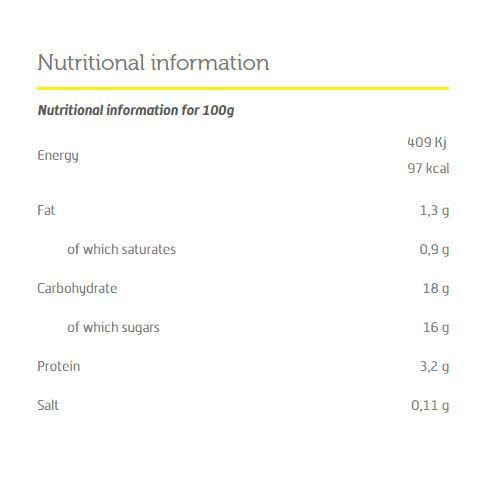 Nutritional information
Nutritional information for 100g
Energy 409 Kj
97 kcal
Fat 1,3 g
of which saturates 0,9 g
Carbohydrate 18 g
of which sugars 16 g
Protein 3,2 g
Salt 0,11 g